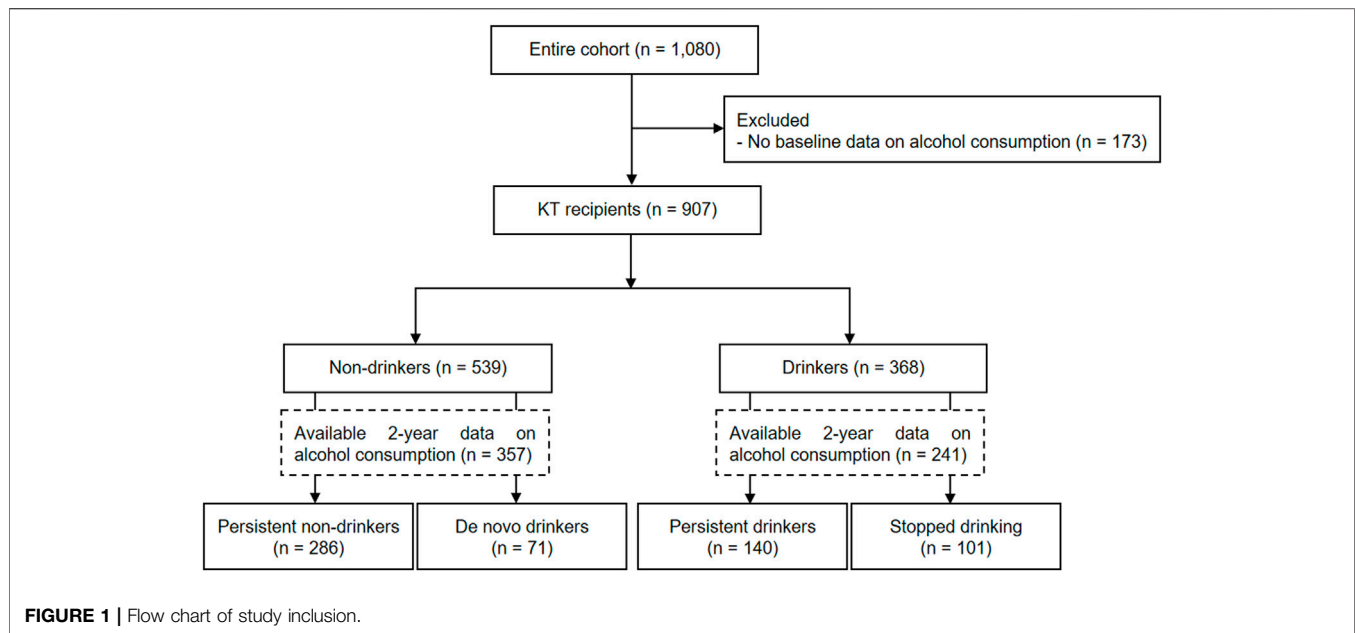 Entire cohort (n = 1,080)
Excluded
- No baseline data on alcohol consumption (n = 173)
KT recipients (n = 907)
Non-drinkers (n = 539)
Drinkers (n = 368)
Available 2-year data on
alcohol consumption (n = 357)
Available 2-year data on
alcohol consumption (n = 241)
Persistent non-drinkers
(n = 286)
De novo drinkers
(n = 71)
Persistent drinkers
(n = 140)
Stopped drinking
(n = 101)
FIGURE 1 | Flow chart of study inclusion.